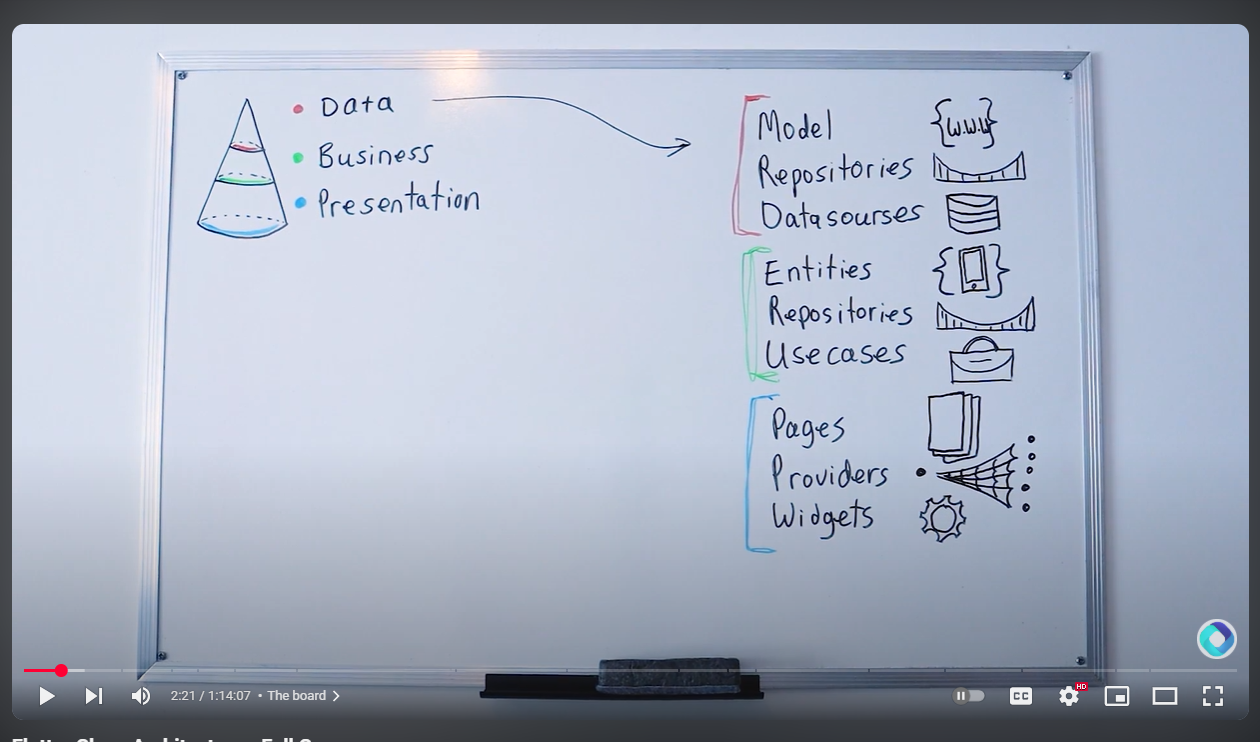 Data
Business
Presentation
Model
{w.w.w}
Repositories
Datasourses
Entities
Repositories
Usecases
Pages
Providers
Widgets
2:21 / 1:14:07 • The board >
CC
HD